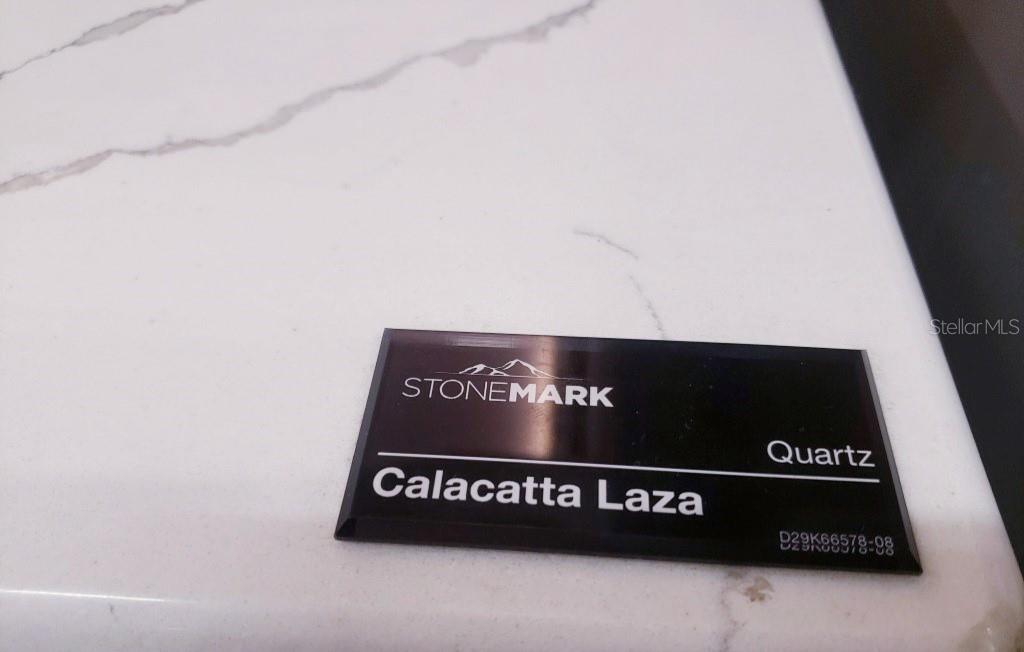 StellarMLS
STONEMARK
Quartz
Calacatta Laza
D29K66578-08